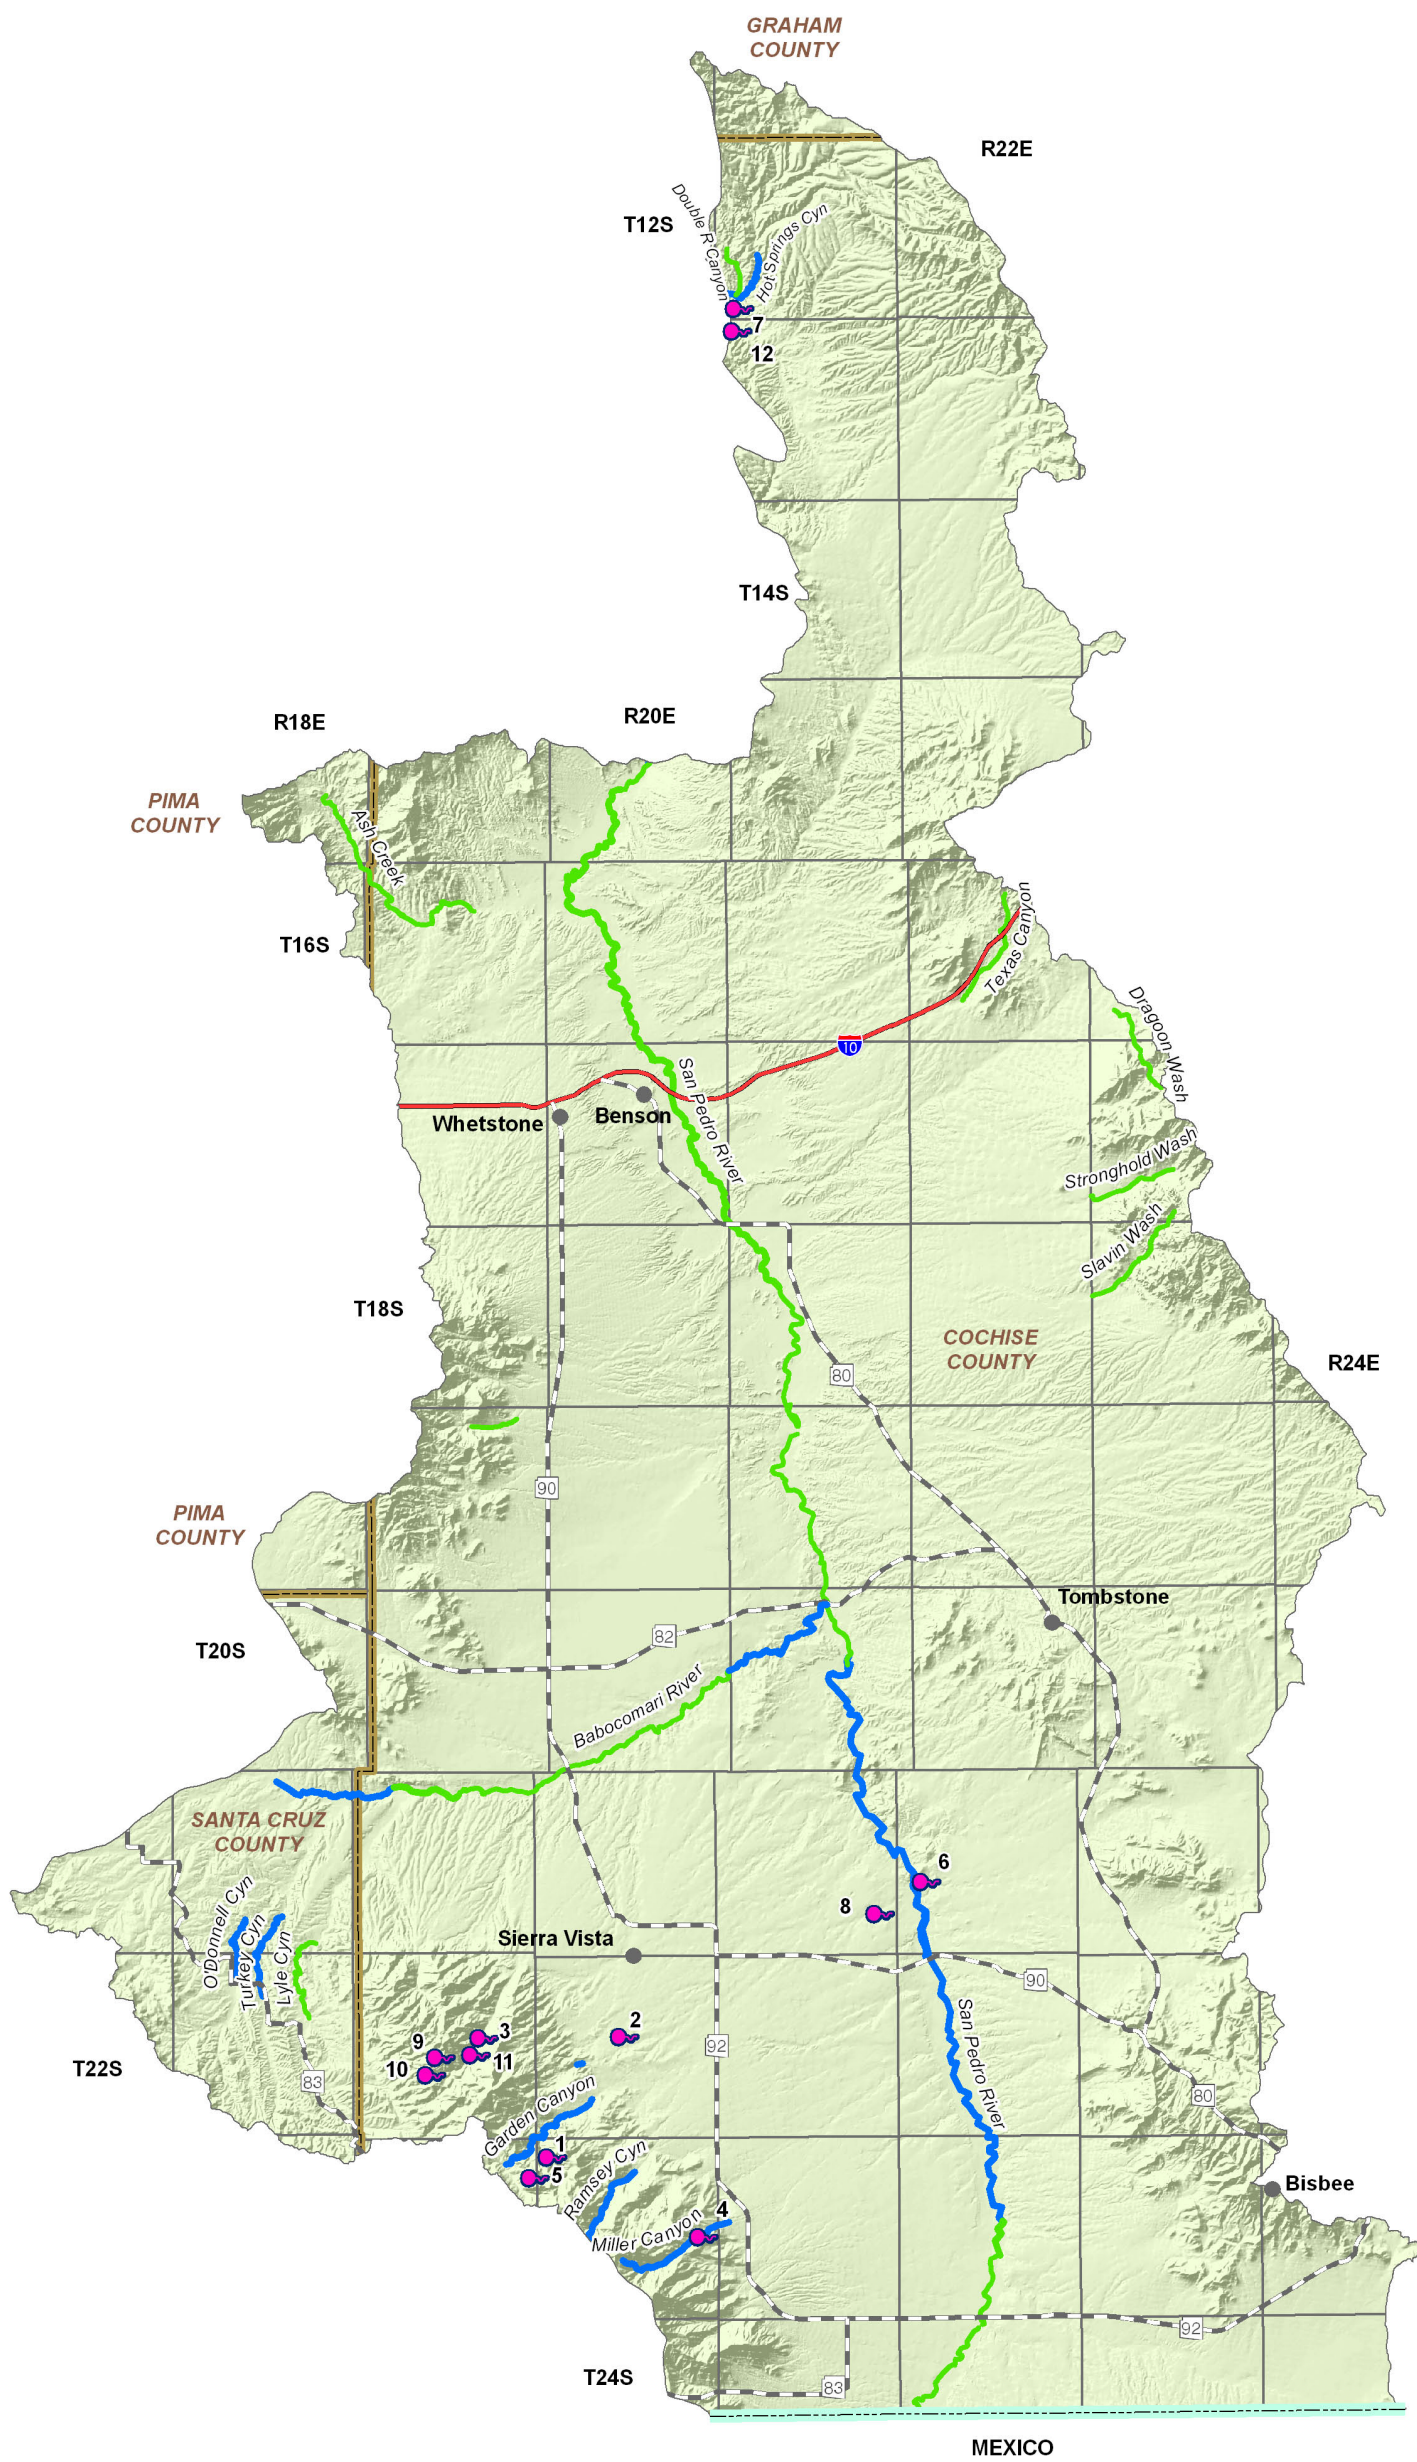 GRAHAM
COUNTY
R22E
T12S
Double R Canyon
Hot Springs Cyn
7
12
T14S
R18E
R20E
PIMA
COUNTY
Ash Creek
T16S
Texas Canyon
Dragoon Wash
10
San Pedro River
Whetstone
Benson
Stronghold Wash
Slavin Wash
T18S
COCHISE
COUNTY
R24E
80
90
PIMA
COUNTY
Tombstone
82
T20S
Babocomari River
SANTA CRUZ
COUNTY
6
8
O'Donnell Cyn
Turkey Cyn
Lyle Cyn
Sierra Vista
90
San Pedro River
2
3
9
11
10
92
T22S
83
80
Garden Canyon
1
5
Ramsey Cyn
Bisbee
4
Miller Canyon
92
T24S
83
MEXICO